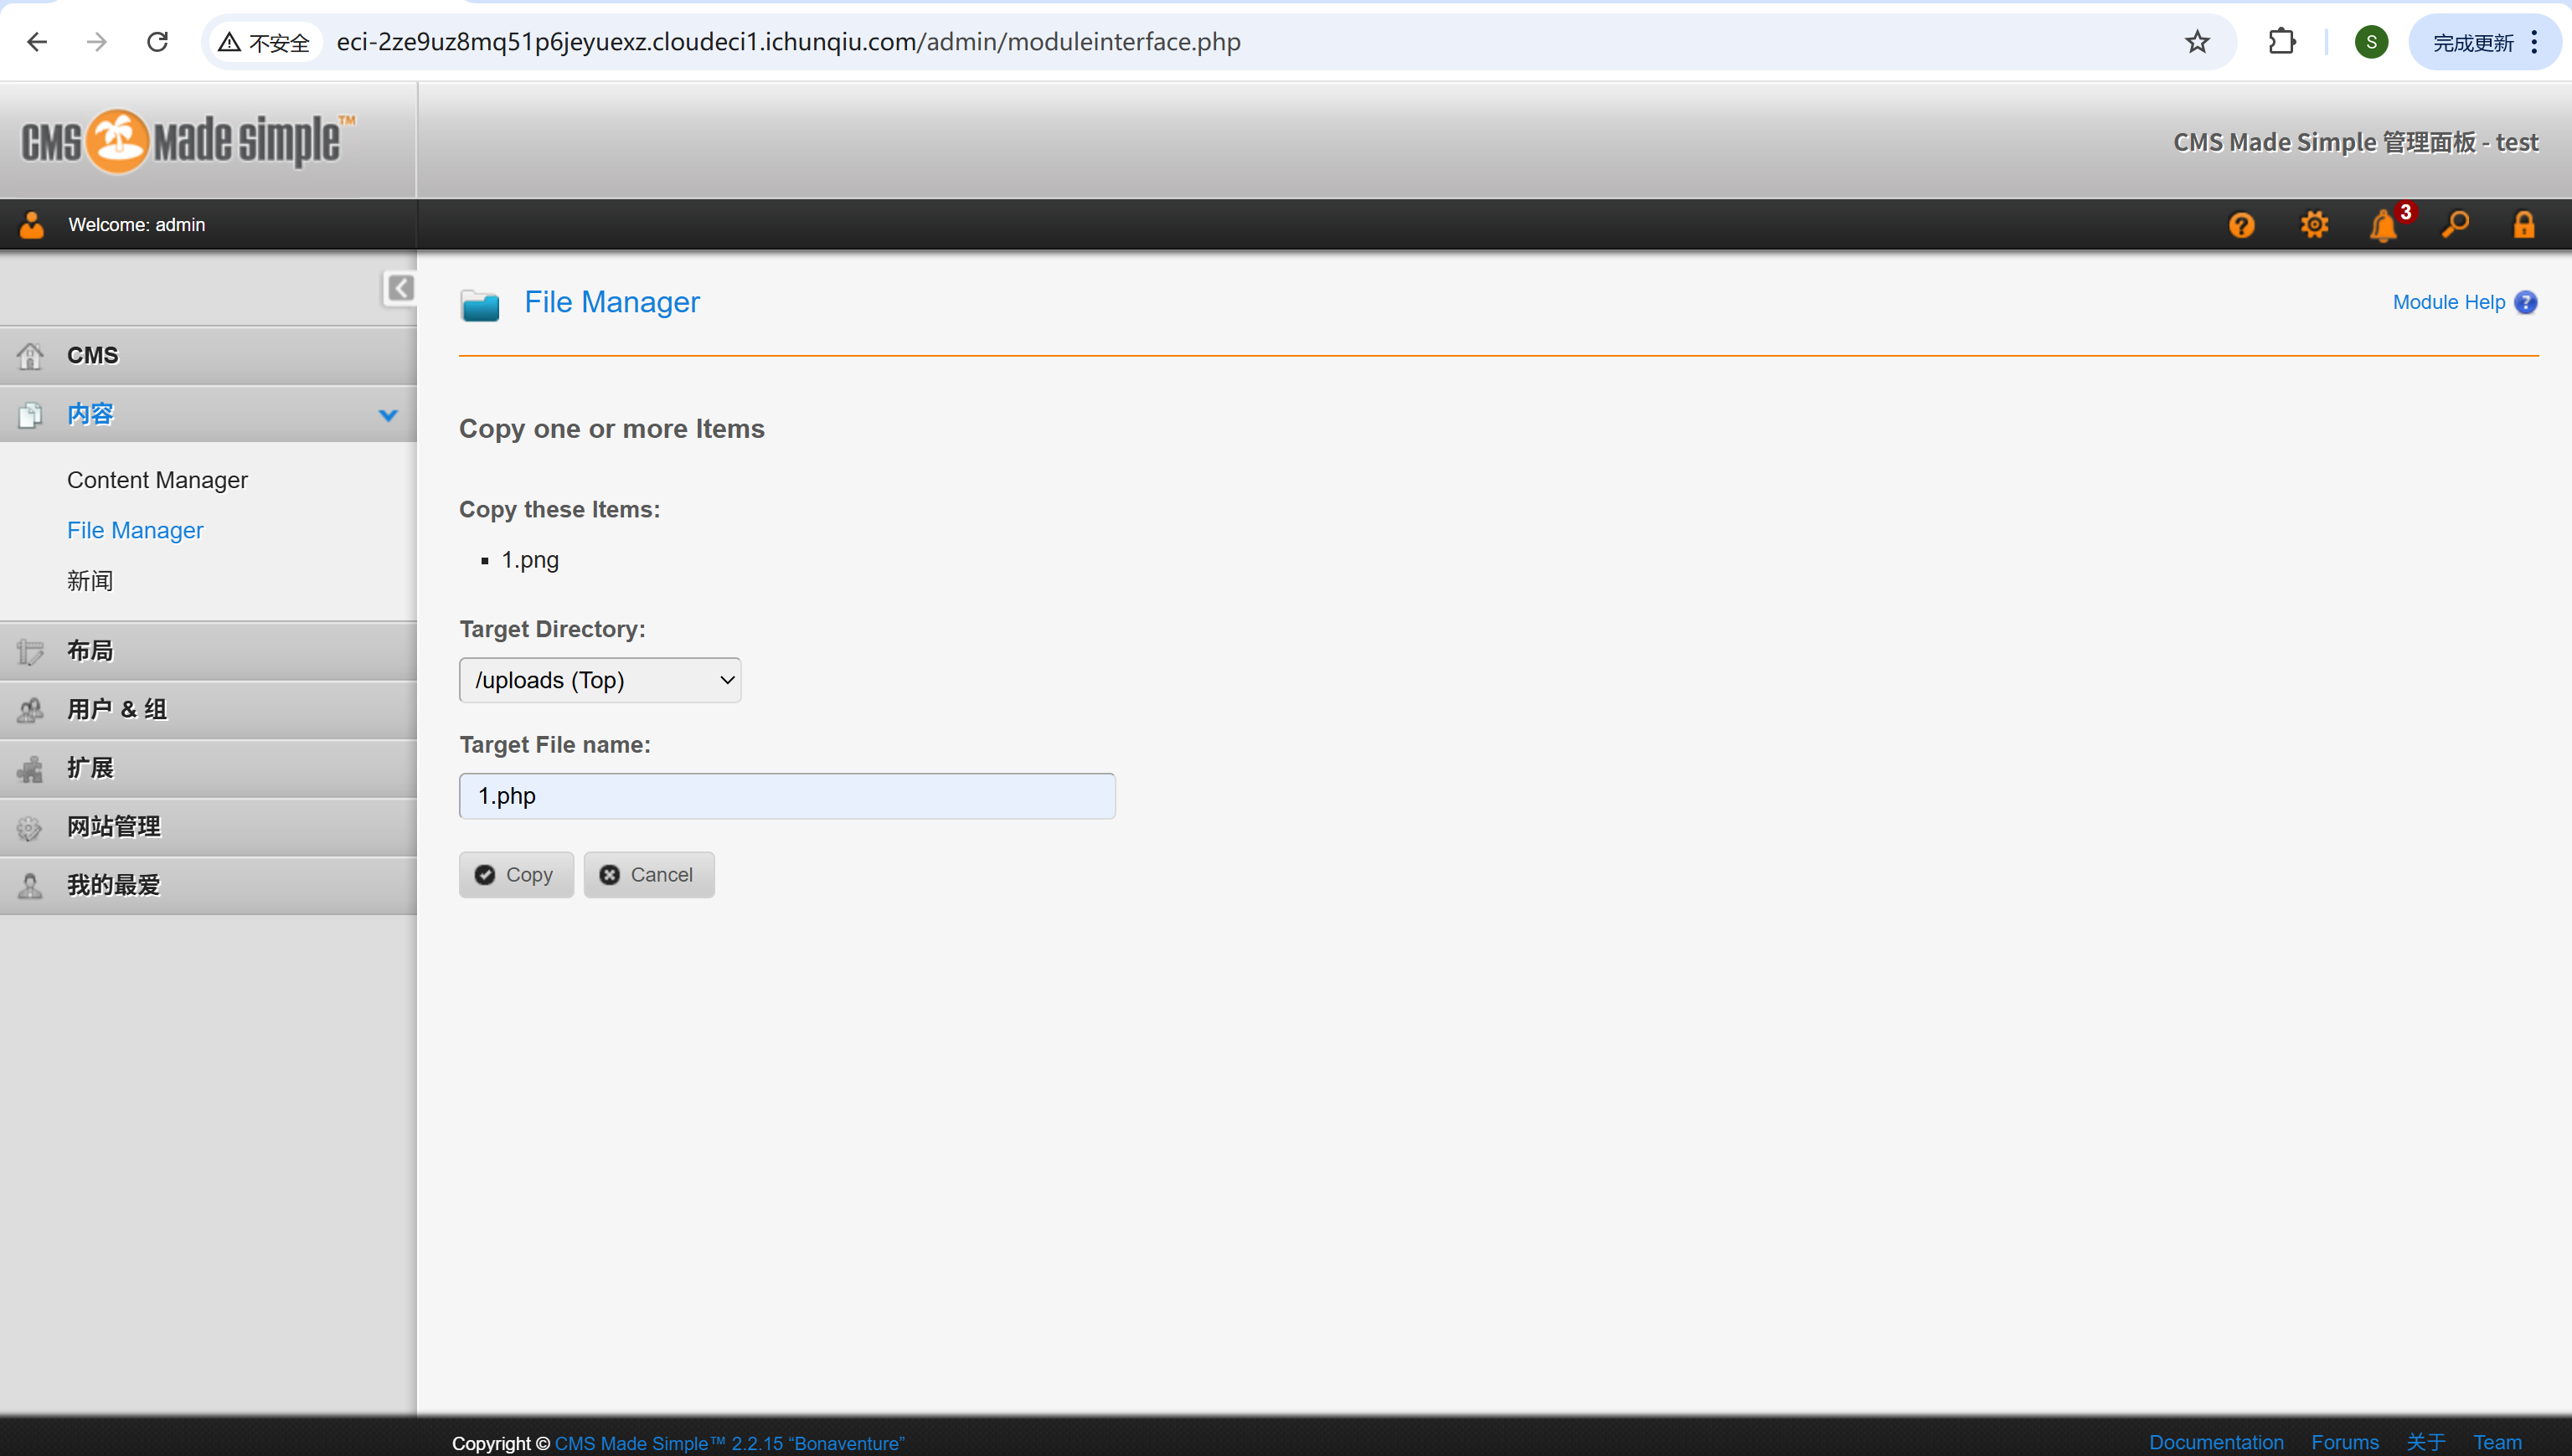 不安全 eci-2ze9uz8mq51p6jeyuexz.cloudeci1.ichunqiu.com/admin/moduleinterface.php S 完成更新
CMS Made Simple™
CMS Made Simple 管理面板 - test
Welcome: admin
3
File Manager
Module Help
CMS
内容
Content Manager
File Manager
新闻
布局
用户 & 组
扩展
网站管理
我的最爱
Copy one or more Items
Copy these Items:
1.png
Target Directory:
/uploads (Top)
Target File name:
1.php
Copy Cancel
Copyright © CMS Made Simple™ 2.2.15 “Bonaventure”
Documentation Forums 关于 Team